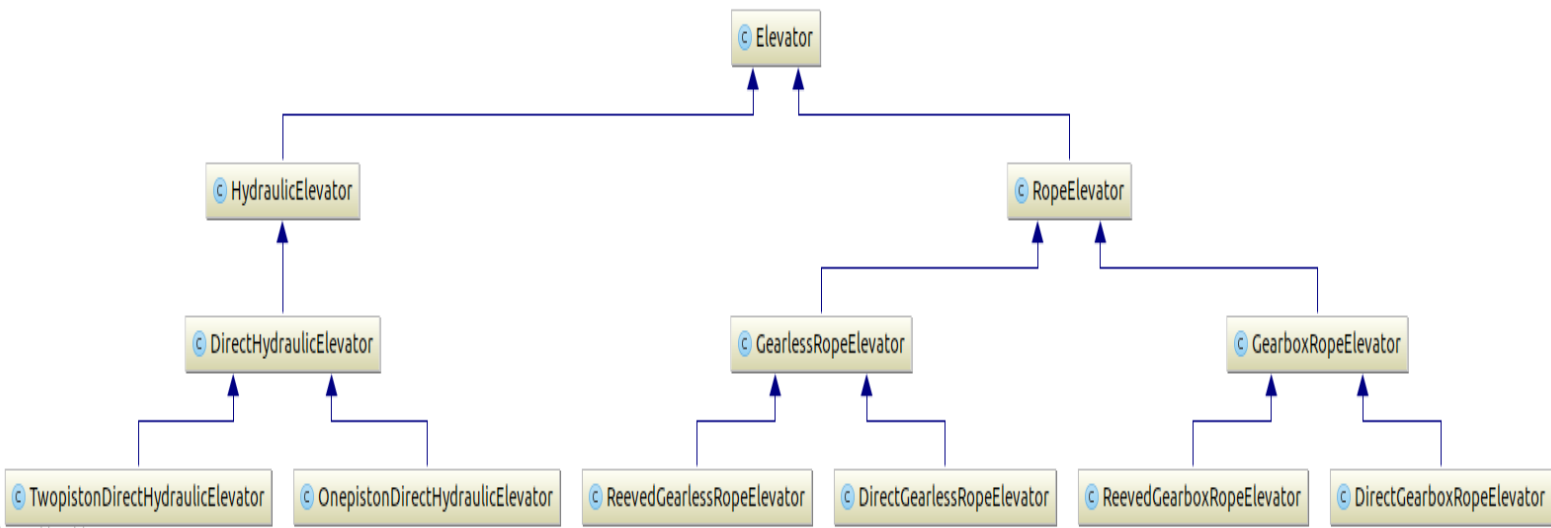 C Elevator
C HydraulicElevator
C RopeElevator
C DirectHydraulicElevator
C GearlessRopeElevator
C GearboxRopeElevator
C TwopistonDirectHydraulicElevator
C OnepistonDirectHydraulicElevator
C ReevedGearlessRopeElevator
C DirectGearlessRopeElevator
C ReevedGearboxRopeElevator
C DirectGearboxRopeElevator